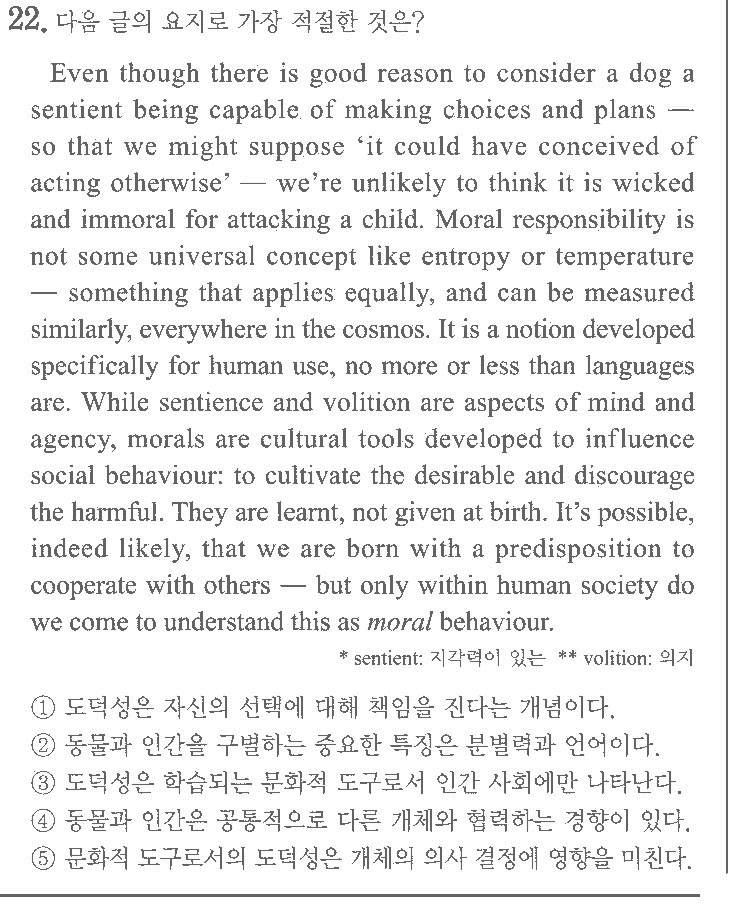 22. 다음 글의 요지로 가장 적절한 것은?
Even though there is good reason to consider a dog a
sentient being capable of making choices and plans —
so that we might suppose ‘it could have conceived of
acting otherwise’ — we’re unlikely to think it is wicked
and immoral for attacking a child. Moral responsibility is
not some universal concept like entropy or temperature
— something that applies equally, and can be measured
similarly, everywhere in the cosmos. It is a notion developed
specifically for human use, no more or less than languages
are. While sentience and volition are aspects of mind and
agency, morals are cultural tools developed to influence
social behaviour: to cultivate the desirable and discourage
the harmful. They are learnt, not given at birth. It’s possible,
indeed likely, that we are born with a predisposition to
cooperate with others — but only within human society do
we come to understand this as moral behaviour.
* sentient: 지각력이 있는 ** volition: 의지
① 도덕성은 자신의 선택에 대해 책임을 진다는 개념이다.
② 동물과 인간을 구별하는 중요한 특징은 분별력과 언어이다.
③ 도덕성은 학습되는 문화적 도구로서 인간 사회에만 나타난다.
④ 동물과 인간은 공통적으로 다른 개체와 협력하는 경향이 있다.
⑤ 문화적 도구로서의 도덕성은 개체의 의사 결정에 영향을 미친다.